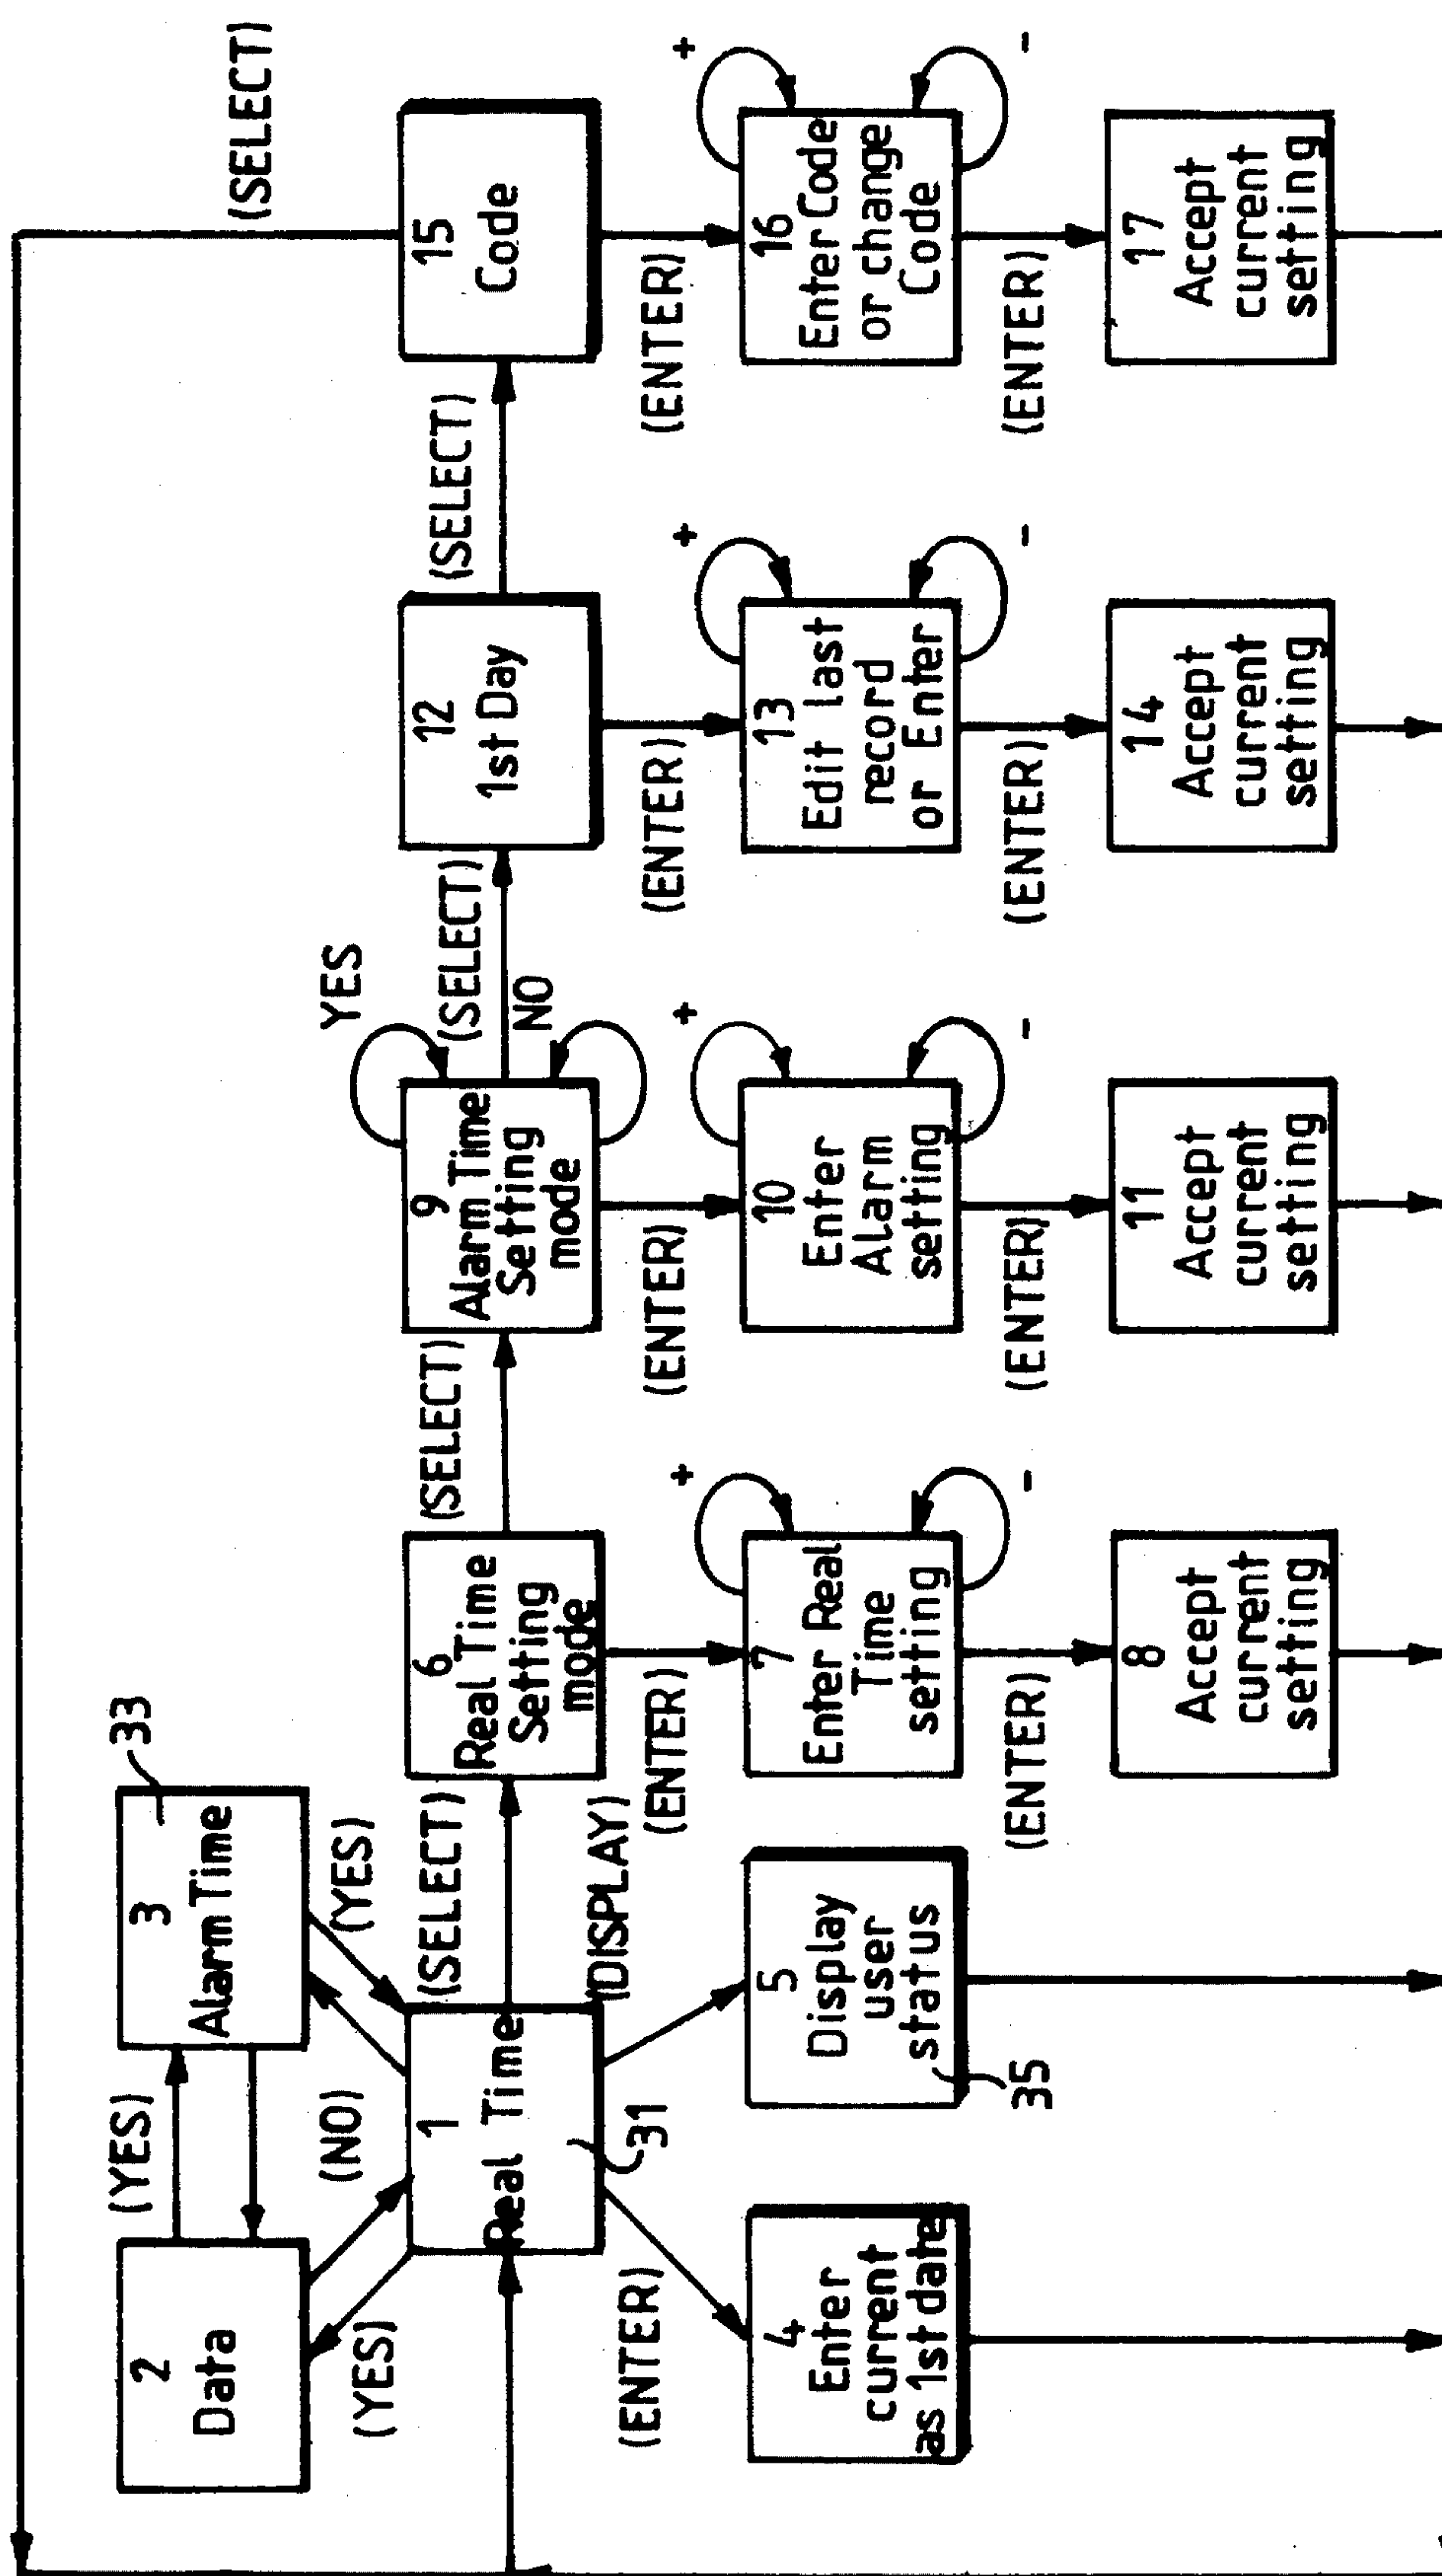 (SELECT)
2
Data
(YES)
3
Alarm Time
33
(YES)
(NO)
(YES)
1
Real Time
31
(SELECT)
6
Real Time
Setting
mode
(SELECT)
9
Alarm Time
Setting
mode
YES
NO
(SELECT)
12
1st Day
(SELECT)
15
Code
(ENTER)
(DISPLAY)
(ENTER)
(ENTER)
(ENTER)
(ENTER)
4
Enter
current
as 1st date
5
Display
user
status
35
7
Enter Real
Time
setting
+
-
10
Enter
Alarm
setting
+
-
13
Edit last
record
or Enter
+
-
16
Enter Code
or change
Code
+
-
(ENTER)
(ENTER)
(ENTER)
(ENTER)
8
Accept
current
setting
11
Accept
current
setting
14
Accept
current
setting
17
Accept
current
setting